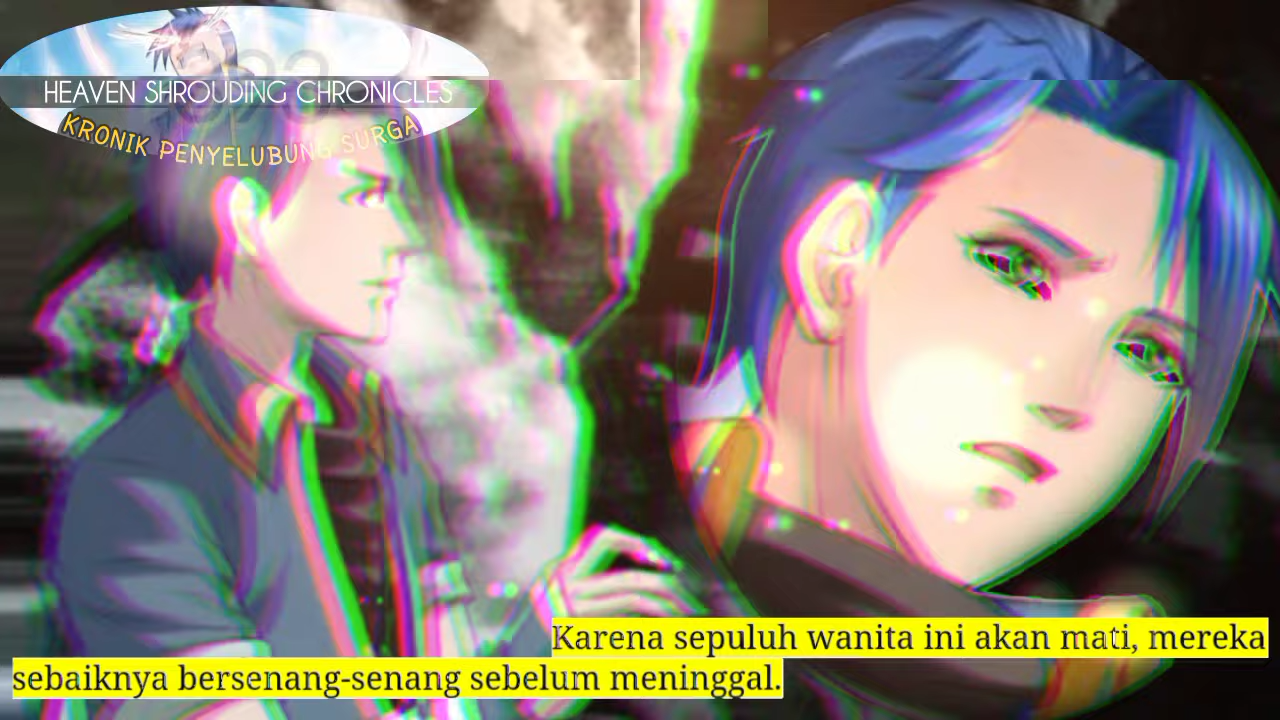 HEAVEN SHROUDING CHRONICLES
KRONIK PENYELUBUNG SURGA
Karena sepuluh wanita ini akan mati, mereka
sebaiknya bersenang-senang sebelum meninggal.